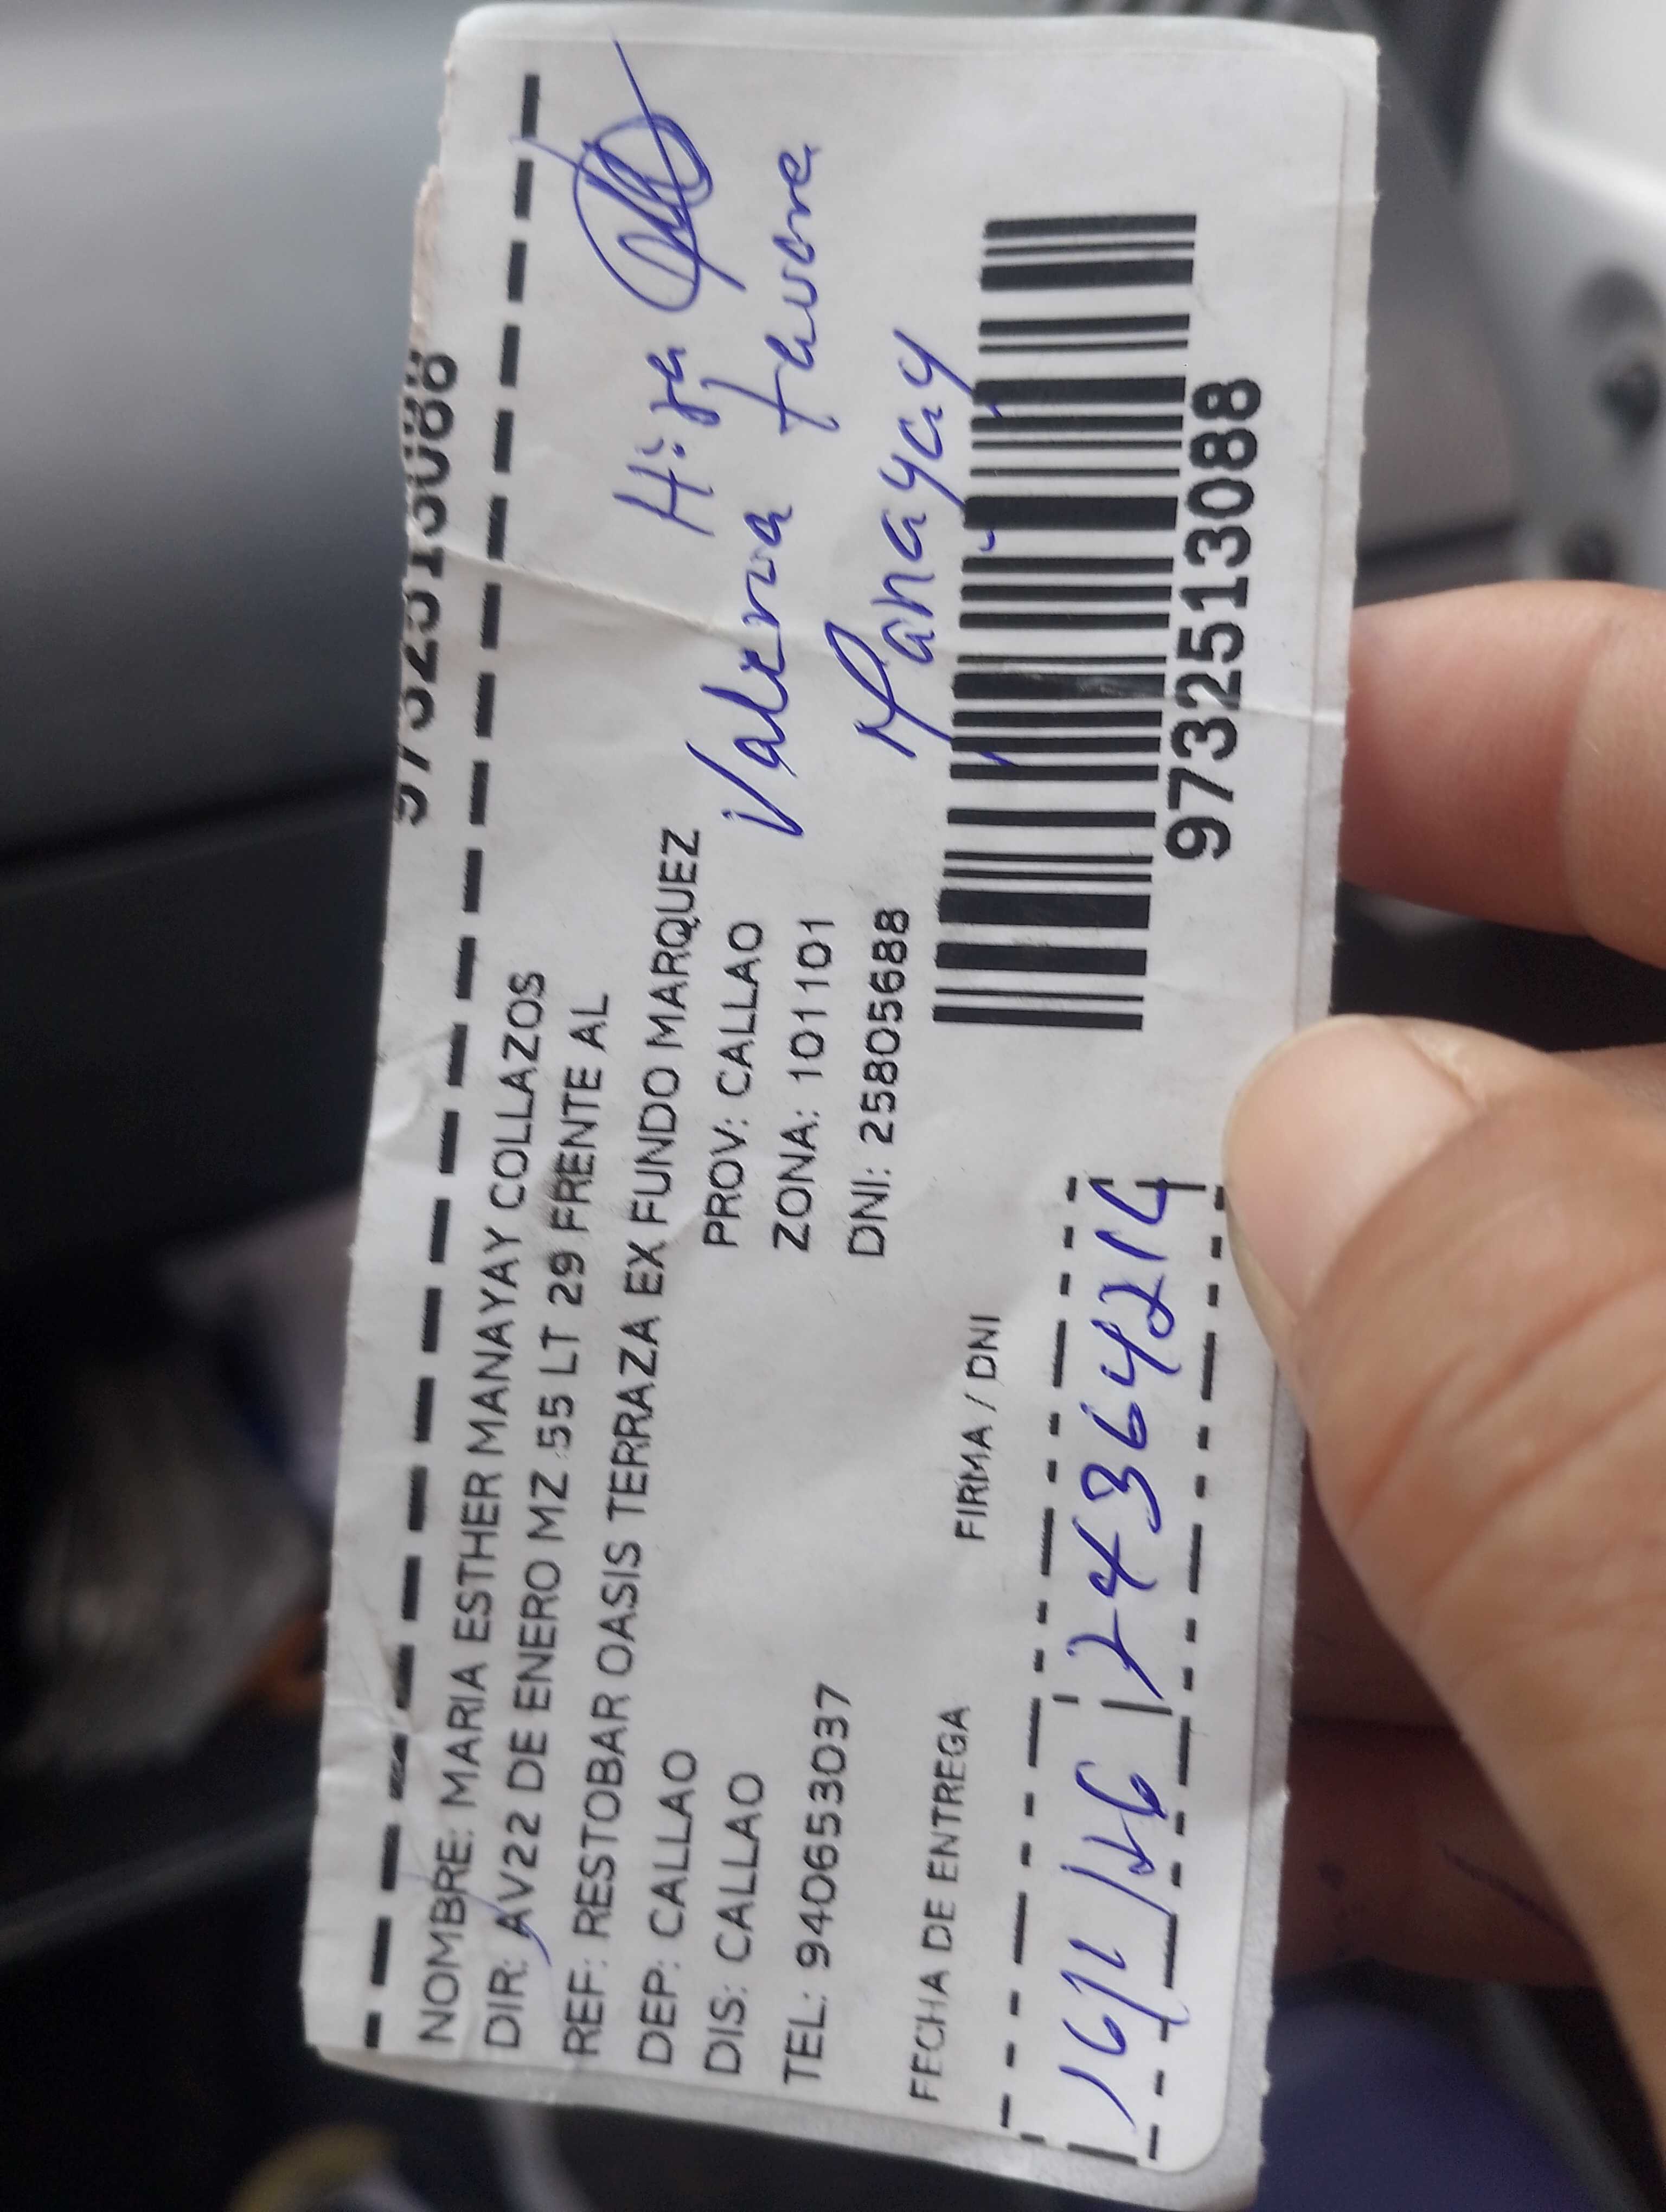 9732513088
NOMBRE: MARIA ESTHER MANAYAY COLLAZOS
DIR: AV22 DE ENERO MZ 55 LT 29 FRENTE AL
REF: RESTOBAR OASIS TERRAZA EX FUNDO MARQUEZ
DEP: CALLAO PROV: CALLAO
DIS: CALLAO ZONA: 101101
TEL: 940653037 DNI: 25805688
Hija
Valeria
Manayay
FECHA DE ENTREGA FIRMA / DNI
16/1/26 74364214
9732513088